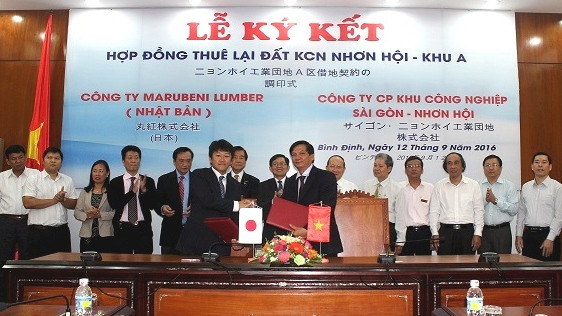 LỄ KÝ KẾT
HỢP ĐỒNG THUÊ LẠI ĐẤT KCN NHƠN HỘI - KHU A
ニョンホイ工業団地A区借地契約の
調印式
CÔNG TY MARUBENI LUMBER
( NHẬT BẢN )
丸紅株式会社
(日本)
CÔNG TY CP KHU CÔNG NGHIỆP
SÀI GÒN - NHƠN HỘI
サイゴン・ニョンホイ工業団地
株式会社
Bình Định, Ngày 12 Tháng 9 Năm 2016